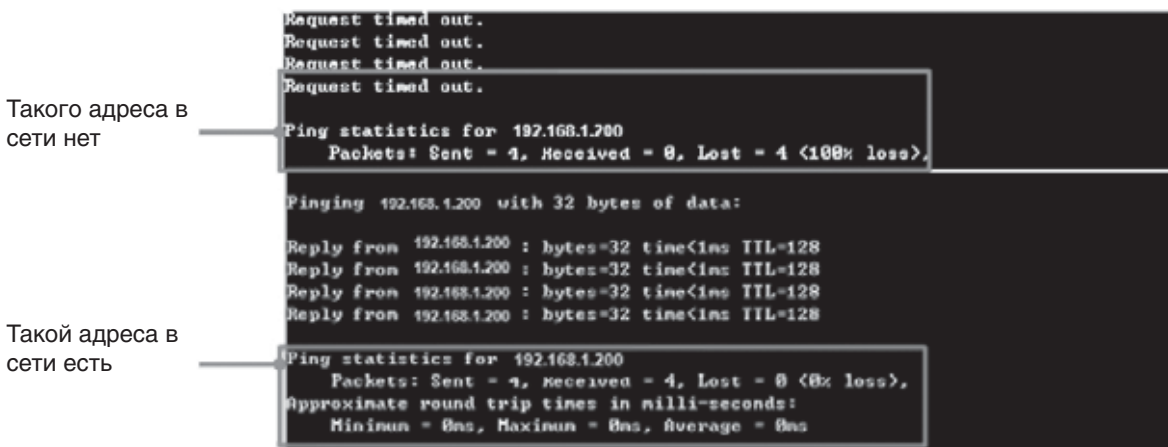 Request timed out.
Request timed out.
Request timed out.
Request timed out.
Такого адреса в
сети нет
Ping statistics for 192.168.1.200
Packets: Sent = 4, Received = 0, Lost = 4 <100% loss>,
Pinging 192.168.1.200 with 32 bytes of data:
Reply from 192.168.1.200 : bytes=32 time<1ms TTL=128
Reply from 192.168.1.200 : bytes=32 time<1ms TTL=128
Reply from 192.168.1.200 : bytes=32 time<1ms TTL=128
Reply from 192.168.1.200 : bytes=32 time<1ms TTL=128
Такой адреса в
сети есть
Ping statistics for 192.168.1.200
Packets: Sent = 4, Received = 4, Lost = 0 <0% loss>,
Approximate round trip times in milli-seconds:
Minimum = 0ms, Maximum = 0ms, Average = 0ms